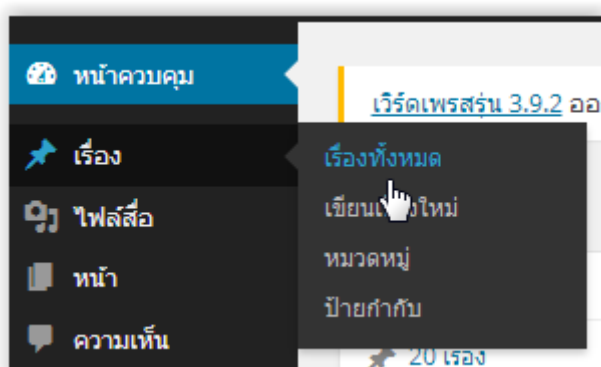 หน้าควบคุม
เวิร์ดเพรสรุ่น 3.9.2 ออ
เรื่อง
เรื่องทั้งหมด
ไฟล์สื่อ
เขียนเรื่องใหม่
หน้า
หมวดหมู่
ป้ายกำกับ
ความเห็น
20 เรื่อง